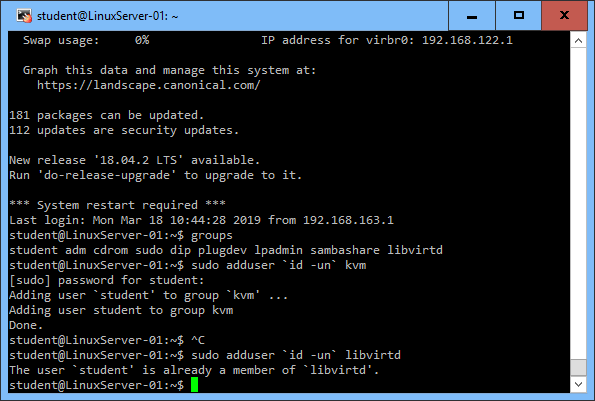 student@LinuxServer-01: ~
Swap usage:     0%                IP address for virbr0: 192.168.122.1
Graph this data and manage this system at:
https://landscape.canonical.com/
181 packages can be updated.
112 updates are security updates.
New release '18.04.2 LTS' available.
Run 'do-release-upgrade' to upgrade to it.
*** System restart required ***
Last login: Mon Mar 18 10:44:28 2019 from 192.168.163.1
student@LinuxServer-01:~$ groups
student adm cdrom sudo dip plugdev lpadmin sambashare libvirtd
student@LinuxServer-01:~$ sudo adduser `id -un` kvm
[sudo] password for student:
Adding user `student' to group `kvm' ...
Adding user student to group kvm
Done.
student@LinuxServer-01:~$ ^C
student@LinuxServer-01:~$ sudo adduser `id -un` libvirtd
The user `student' is already a member of `libvirtd'.
student@LinuxServer-01:~$